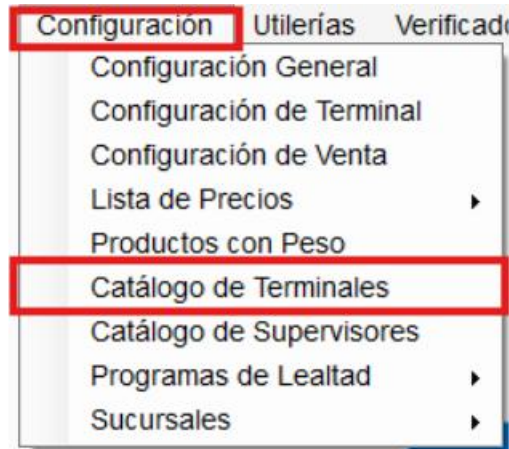 Configuración Utilerías Verificado
Configuración General
Configuración de Terminal
Configuración de Venta
Lista de Precios
Productos con Peso
Catálogo de Terminales
Catálogo de Supervisores
Programas de Lealtad
Sucursales